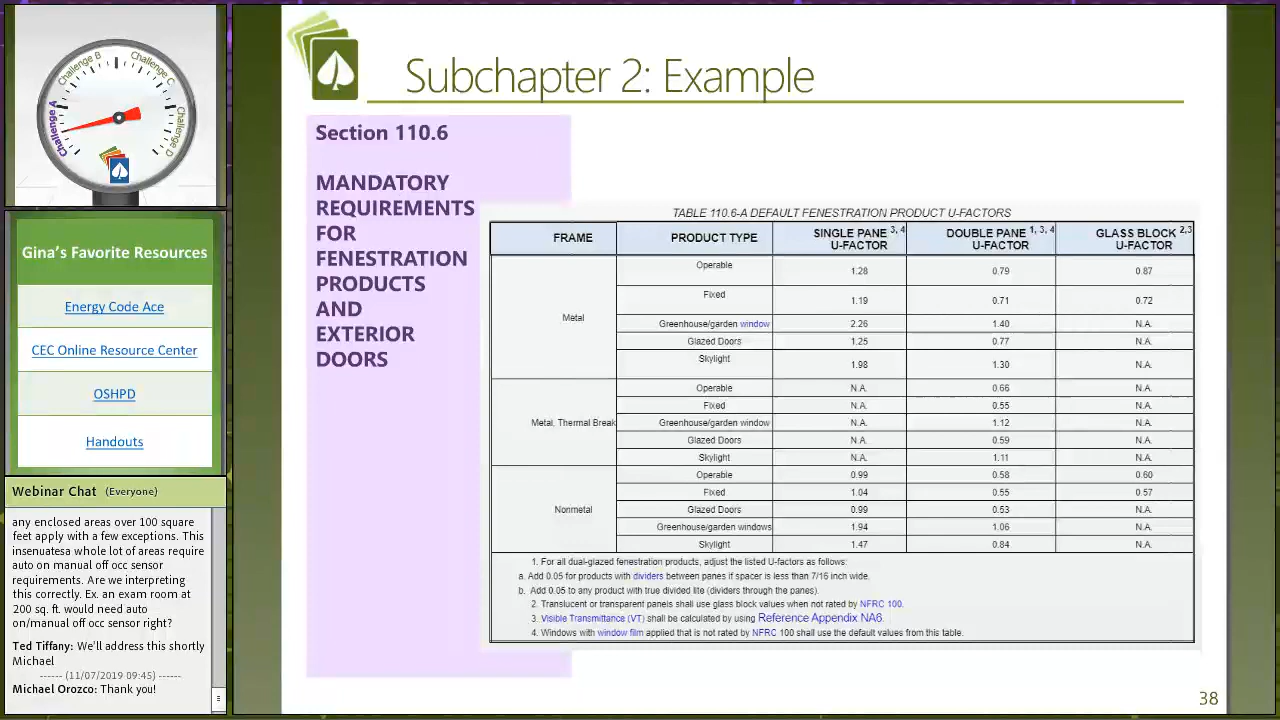 Challenge A
Challenge B
Challenge C
Challenge D
Gina's Favorite Resources
Energy Code Ace
CEC Online Resource Center
OSHPD
Handouts
Webinar Chat (Everyone)
any enclosed areas over 100 square
feet apply with a few exceptions. This
insenuatesa whole lot of areas require
auto on manual off occ sensor
requirements. Are we interpreting
this correctly. Ex. an exam room at
200 sq. ft. would need auto
on/manual off occ sensor right?
Ted Tiffany: We'll address this shortly
Michael
------ (11/07/2019 09:45) ------
Michael Orozco: Thank you!
Subchapter 2: Example
Section 110.6
MANDATORY
REQUIREMENTS
FOR
FENESTRATION
PRODUCTS
AND
EXTERIOR
DOORS
TABLE 110.6-A DEFAULT FENESTRATION PRODUCT U-FACTORS
FRAME PRODUCT TYPE SINGLE PANE 3, 4 U-FACTOR DOUBLE PANE 1, 3, 4 U-FACTOR GLASS BLOCK 2,3 U-FACTOR
Metal
Operable 1.28 0.79 0.87
Fixed 1.19 0.71 0.72
Greenhouse/garden window 2.26 1.40 N.A.
Glazed Doors 1.25 0.77 N.A.
Skylight 1.98 1.30 N.A.
Metal, Thermal Break
Operable N.A. 0.66 N.A.
Fixed N.A. 0.55 N.A.
Greenhouse/garden window N.A. 1.12 N.A.
Glazed Doors N.A. 0.59 N.A.
Skylight N.A. 1.11 N.A.
Nonmetal
Operable 0.99 0.58 0.60
Fixed 1.04 0.55 0.57
Glazed Doors 0.99 0.53 N.A.
Greenhouse/garden windows 1.94 1.06 N.A.
Skylight 1.47 0.84 N.A.
1. For all dual-glazed fenestration products, adjust the listed U-factors as follows:
a. Add 0.05 for products with dividers between panes if spacer is less than 7/16 inch wide.
b. Add 0.05 to any product with true divided lite (dividers through the panes).
2. Translucent or transparent panels shall use glass block values when not rated by NFRC 100.
3. Visible Transmittance (VT) shall be calculated by using Reference Appendix NA6.
4. Windows with window film applied that is not rated by NFRC 100 shall use the default values from this table.
38